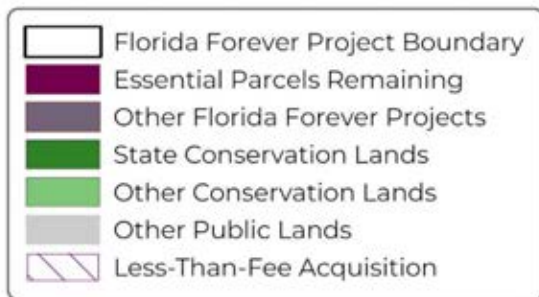 Florida Forever Project Boundary
Essential Parcels Remaining
Other Florida Forever Projects
State Conservation Lands
Other Conservation Lands
Other Public Lands
Less-Than-Fee Acquisition